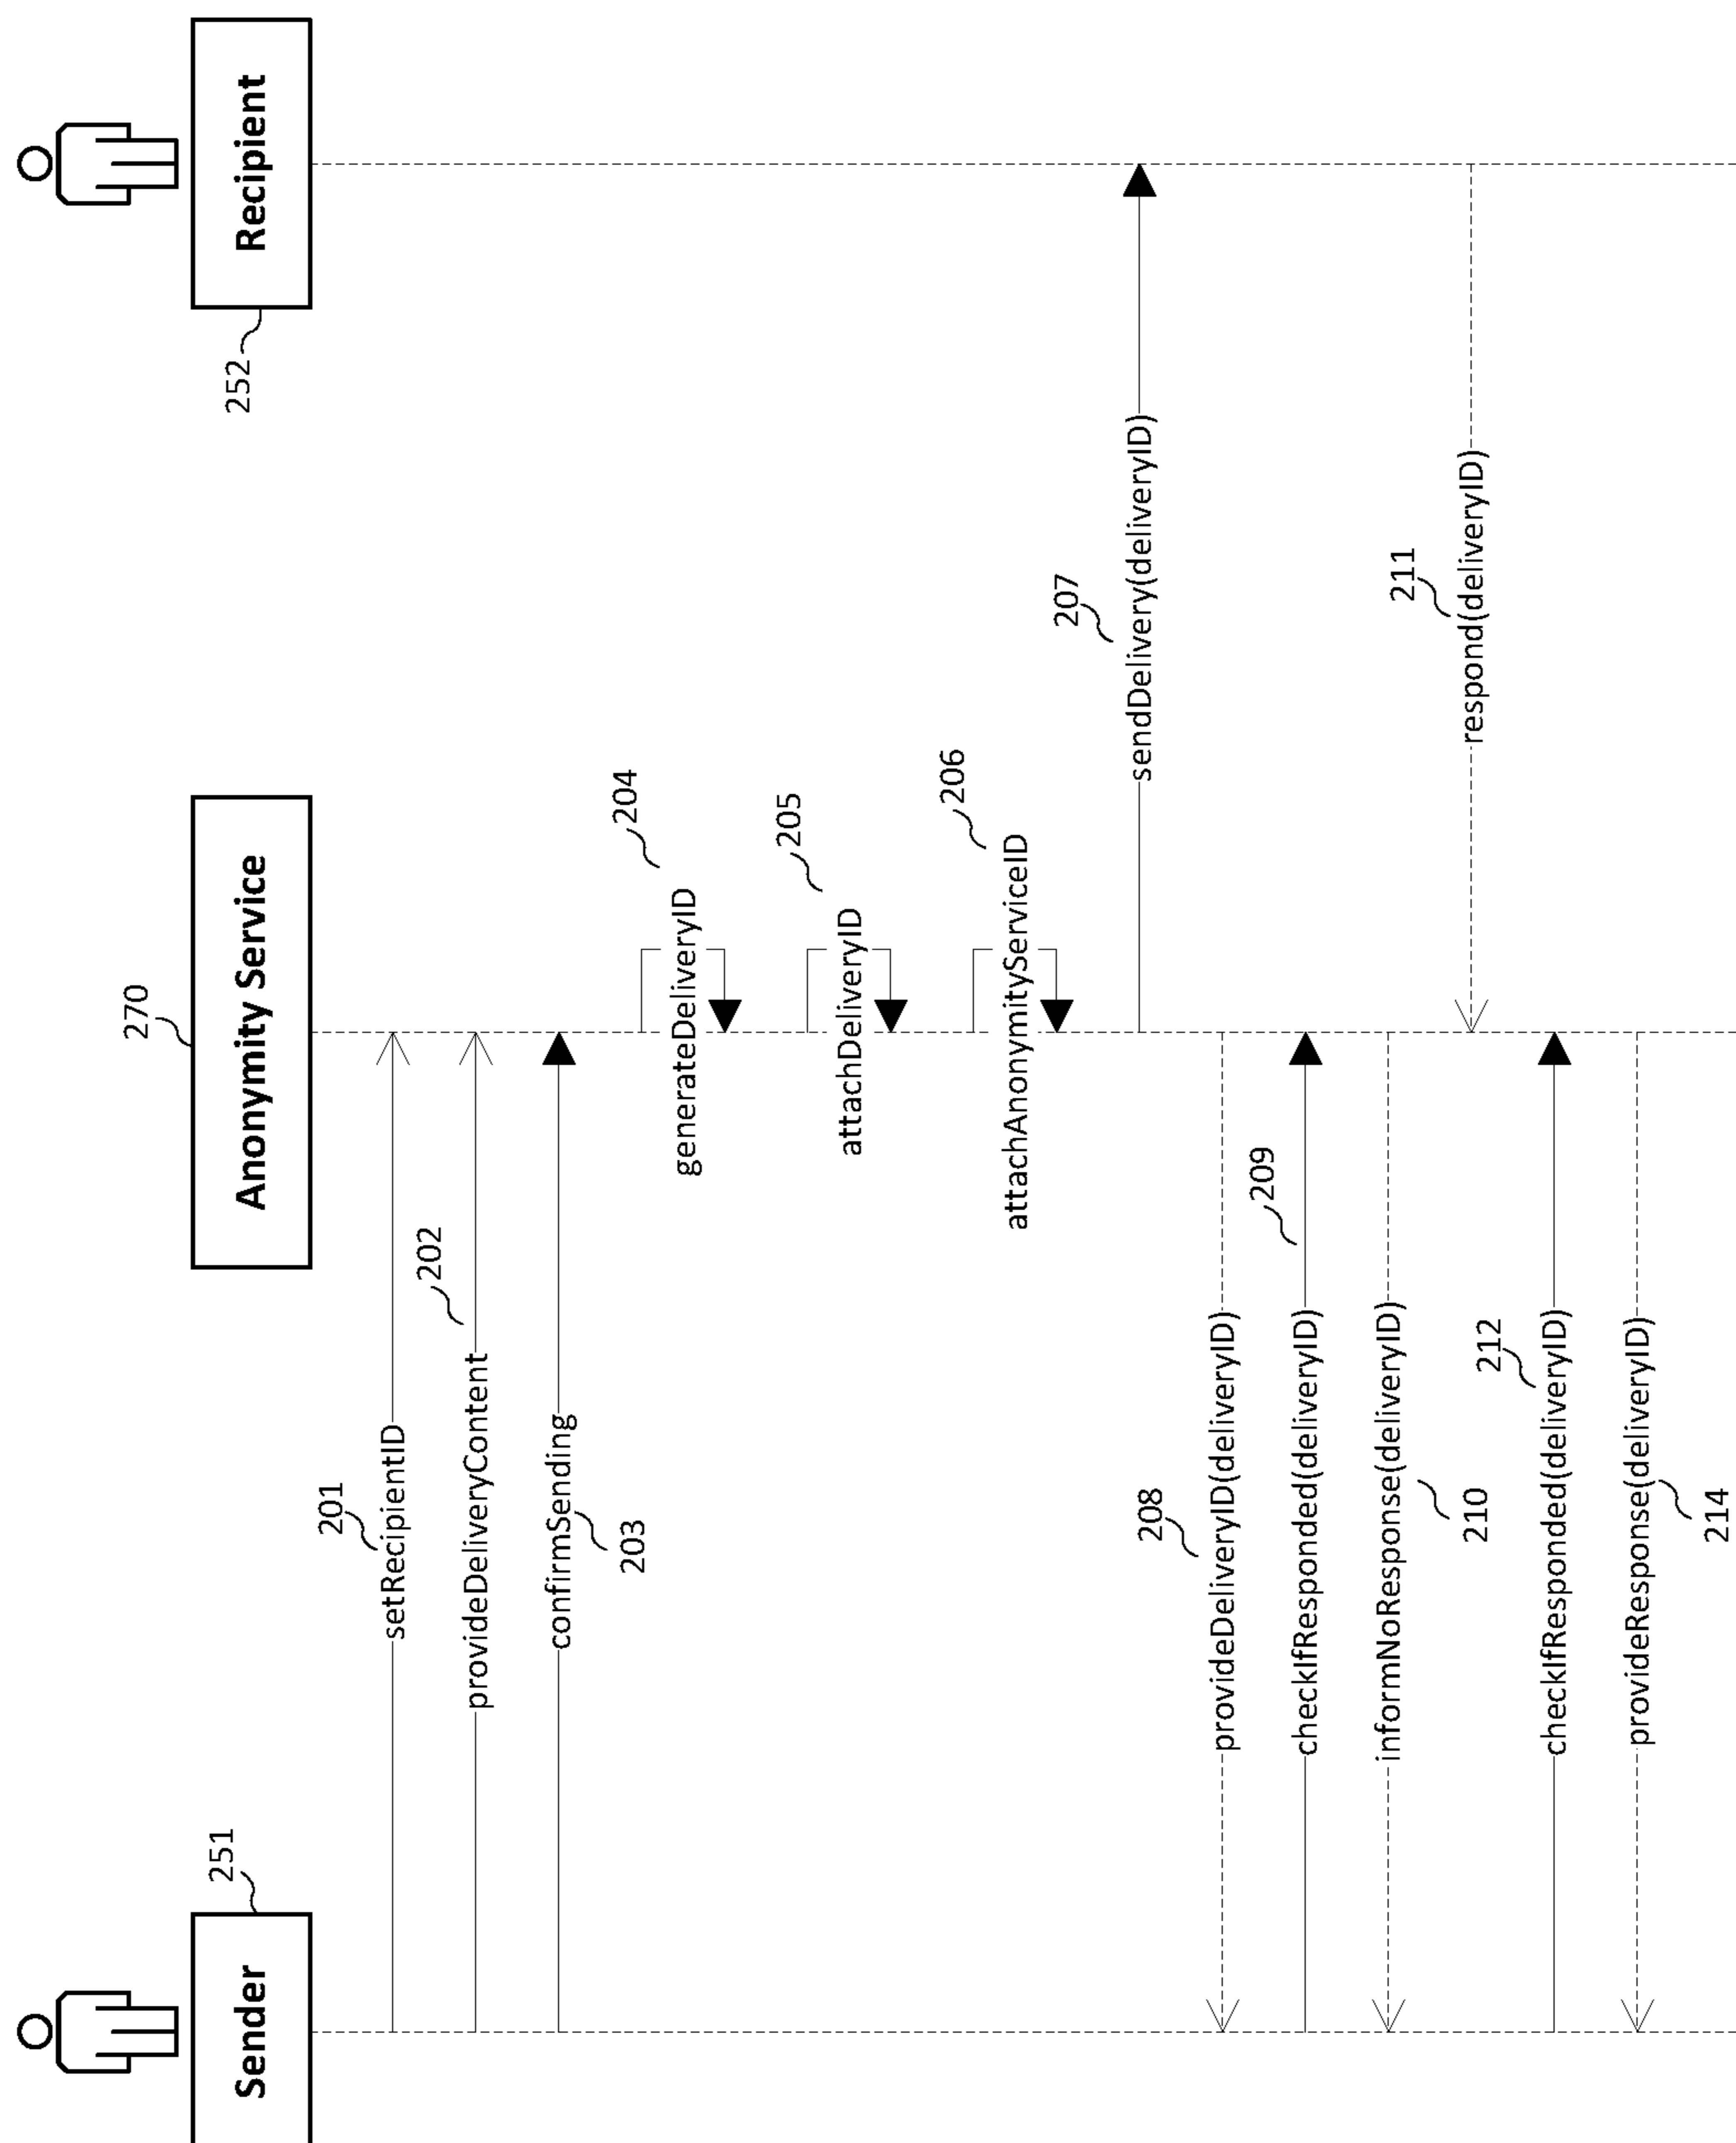 Sender
251
Anonymity Service
270
Recipient
252
201
setRecipientID
202
provideDeliveryContent
confirmSending
203
204
generateDeliveryID
205
attachDeliveryID
206
attachAnonymityServiceID
207
sendDelivery(deliveryID)
208
provideDeliveryID(deliveryID)
209
checkIfResponded(deliveryID)
informNoResponse(deliveryID)
210
211
respond(deliveryID)
212
checkIfResponded(deliveryID)
provideResponse(deliveryID)
214